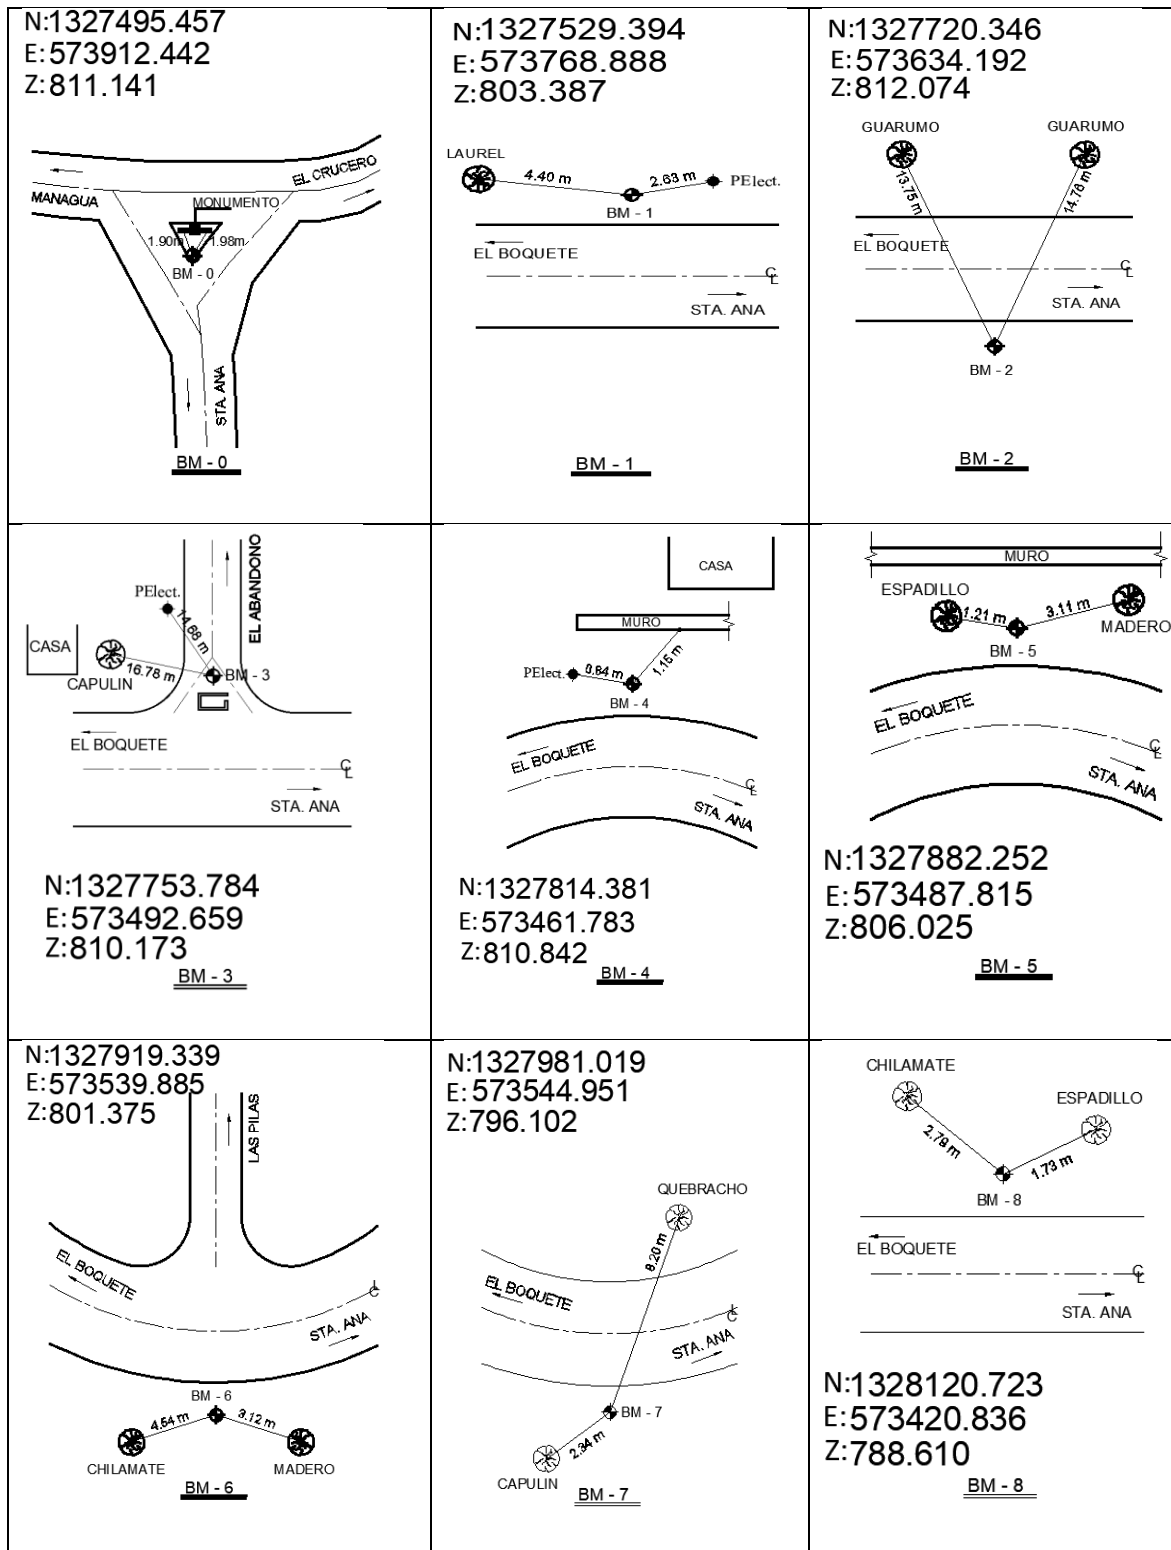 N:1327495.457
E:573912.442
Z:811.141
EL CRUCERO
MANAGUA
MONUMENTO
1.90m
1.98m
BM - 0
STA. ANA
BM - 0
N:1327529.394
E:573768.888
Z:803.387
LAUREL
4.40 m
2.63 m
PElect.
BM - 1
EL BOQUETE
CL
STA. ANA
BM - 1
N:1327720.346
E:573634.192
Z:812.074
GUARUMO
GUARUMO
13.75 m
14.76 m
EL BOQUETE
CL
STA. ANA
BM - 2
BM - 2
EL ABANDONO
PElect.
14.68 m
CASA
16.78 m
CAPULIN
BM - 3
EL BOQUETE
CL
STA. ANA
N:1327753.784
E:573492.659
Z:810.173
BM - 3
CASA
MURO
1.15 m
PElect.
0.84 m
BM - 4
EL BOQUETE
CL
STA. ANA
N:1327814.381
E:573461.783
Z:810.842
BM - 4
MURO
ESPADILLO
1.21 m
3.11 m
MADERO
BM - 5
EL BOQUETE
CL
STA. ANA
N:1327882.252
E:573487.815
Z:806.025
BM - 5
N:1327919.339
E:573539.885
Z:801.375
LAS PILAS
EL BOQUETE
CL
STA. ANA
BM - 6
4.54 m
3.12 m
CHILAMATE
MADERO
BM - 6
N:1327981.019
E:573544.951
Z:796.102
QUEBRACHO
8.20 m
EL BOQUETE
CL
STA. ANA
BM - 7
2.34 m
CAPULIN
BM - 7
CHILAMATE
ESPADILLO
2.79 m
1.73 m
BM - 8
EL BOQUETE
CL
STA. ANA
N:1328120.723
E:573420.836
Z:788.610
BM - 8